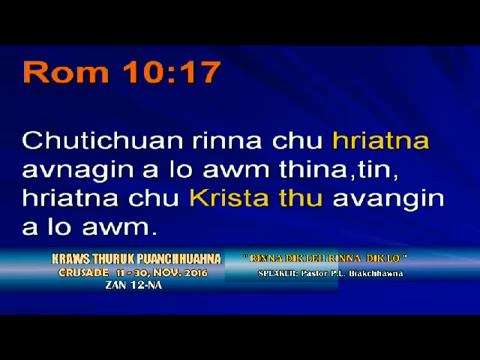 Rom 10:17
Chutichuan rinna chu hriatna
avnagin a lo awm thina,tin,
hriatna chu Krista thu avangin
a lo awm.
KRAWS THURUK PUANCHHUAHNA
CRUSADE 11 - 30, NOV. 2016
ZAN 12-NA
" RINNA DIK LEH RINNA DIK LO "
SPEAKER: Pastor P.L. Biakchhawna